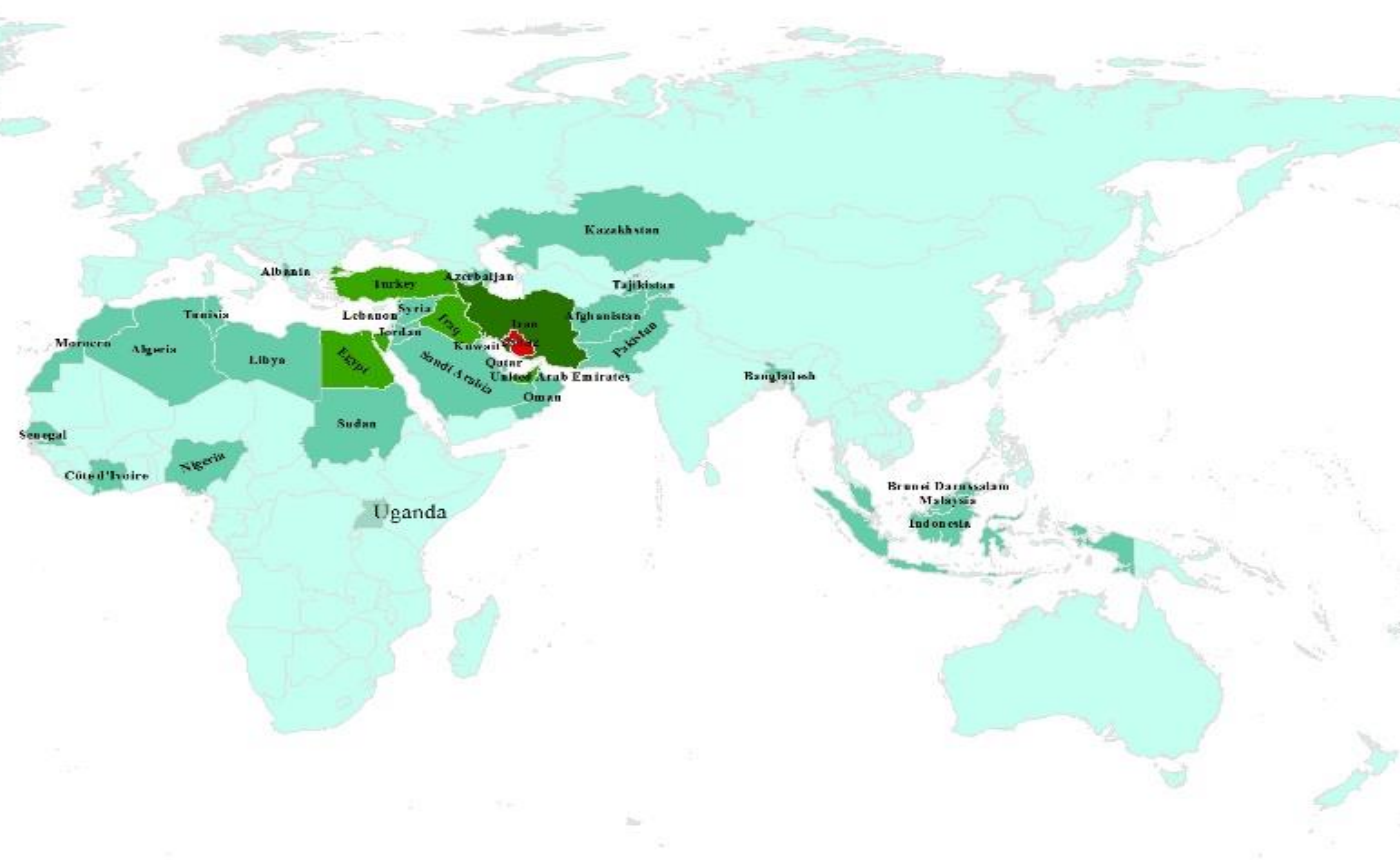 Kazakhstan
Albania
Azerbaijan
Turkey
Tajikistan
Tunisia
Lebanon
Syria
Iraq
Iran
Afghanistan
Morocco
Algeria
Libya
Egypt
Jordan
Kuwait
Pakistan
Saudi Arabia
Qatar
United Arab Emirates
Bangladesh
Oman
Sudan
Senegal
Nigeria
Côte d'Ivoire
Uganda
Brunei Darussalam
Malaysia
Indonesia